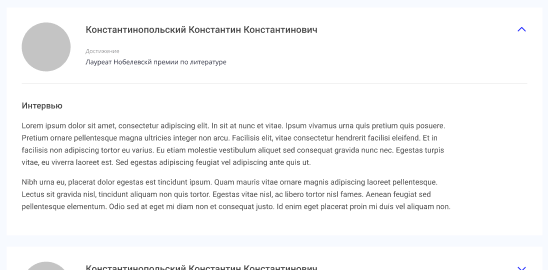 Константинопольский Константин Константинович
Достижения
Лауреат Нобелевскй премии по литературе
Интервью
Lorem ipsum dolor sit amet, consectetur adipiscing elit. In sit at nunc et vitae. Ipsum vivamus urna quis pretium quis posuere.
Pretium ornare pellentesque magna ultricies integer non arcu. Facilisis elit, vitae consectetur hendrerit facilisi eleifend. Et in
facilisis non adipiscing tortor eu varius. Eu etiam molestie vestibulum aliquet sed consequat gravida nunc nec. Egestas turpis
vitae, eu viverra laoreet est. Sed egestas adipiscing feugiat vel adipiscing ante quis ut.
Nibh urna eu, placerat dolor egestas est tincidunt ipsum. Quam mauris vitae ornare magnis adipiscing laoreet pellentesque.
Lectus sit gravida nisl, tincidunt aliquam non quis tortor. Egestas vitae nisl, ac libero tortor nisl fames. Aenean feugiat sed
pellentesque elementum. Odio sed at eget mi diam non et consequat justo. Id enim eget placerat proin mi duis vel aliquam non.
Константинопольский Константин Константинович